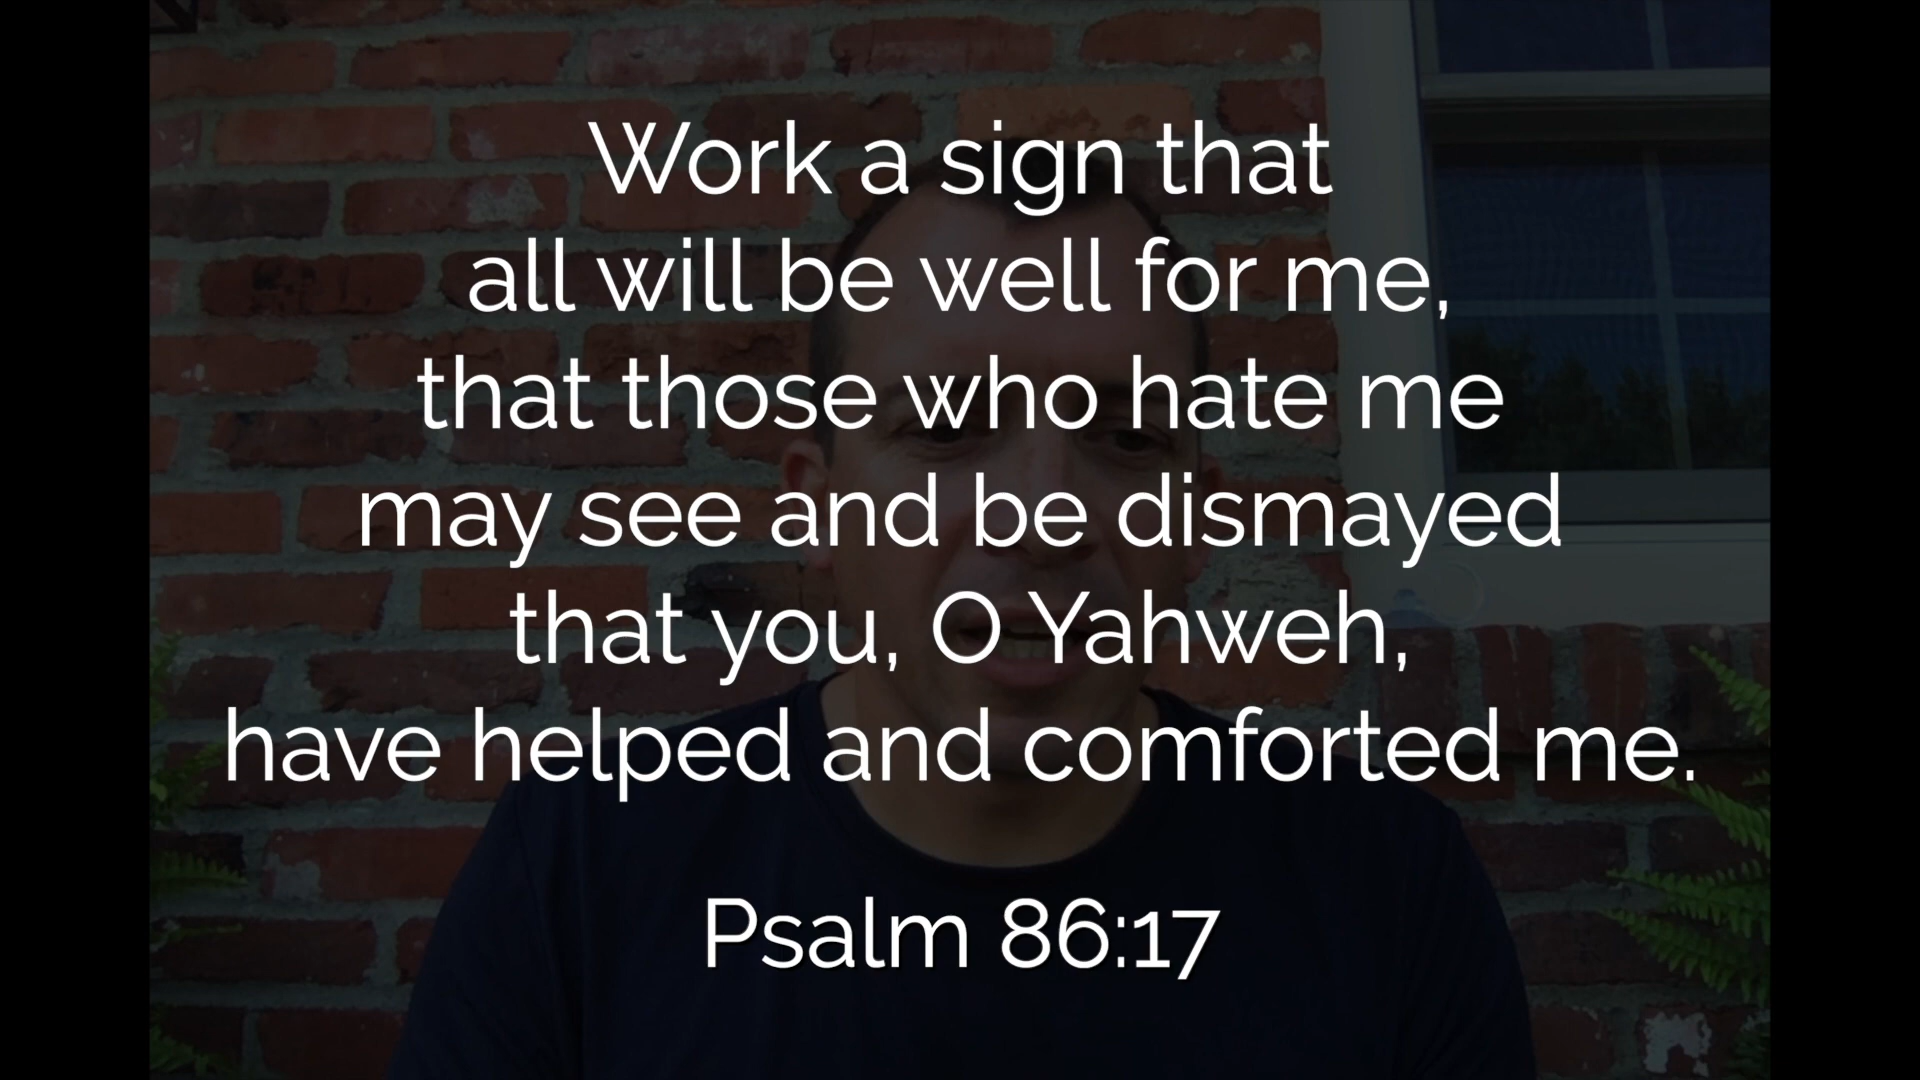 Work a sign that
all will be well for me,
that those who hate me
may see and be dismayed
that you, O Yahweh,
have helped and comforted me.
Psalm 86:17